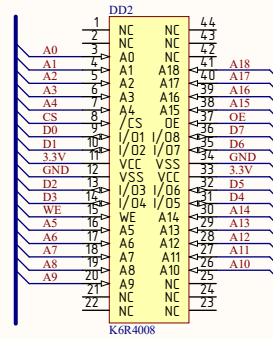 DD2
1 NC NC 44
2 NC NC 43
A0 3 A0 NC 42
A1 4 A1 A18 41 A18
A2 5 A2 A17 40 A17
A3 6 A3 A16 39 A16
A4 7 A4 A15 38 A15
CS 8 /CS OE 37 OE
D0 9 I/O1 I/O8 36 D7
D1 10 I/O2 I/O7 35 D6
3.3V 11 VCC VSS 34 GND
GND 12 VSS VCC 33 3.3V
D2 13 I/O3 I/O6 32 D5
D3 14 I/O4 I/O5 31 D4
WE 15 WE A14 30 A14
A5 16 A5 A13 29 A13
A6 17 A6 A12 28 A12
A7 18 A7 A11 27 A11
A8 19 A8 A10 26 A10
A9 20 A9 NC 25
21 NC NC 24
22 NC NC 23
K6R4008